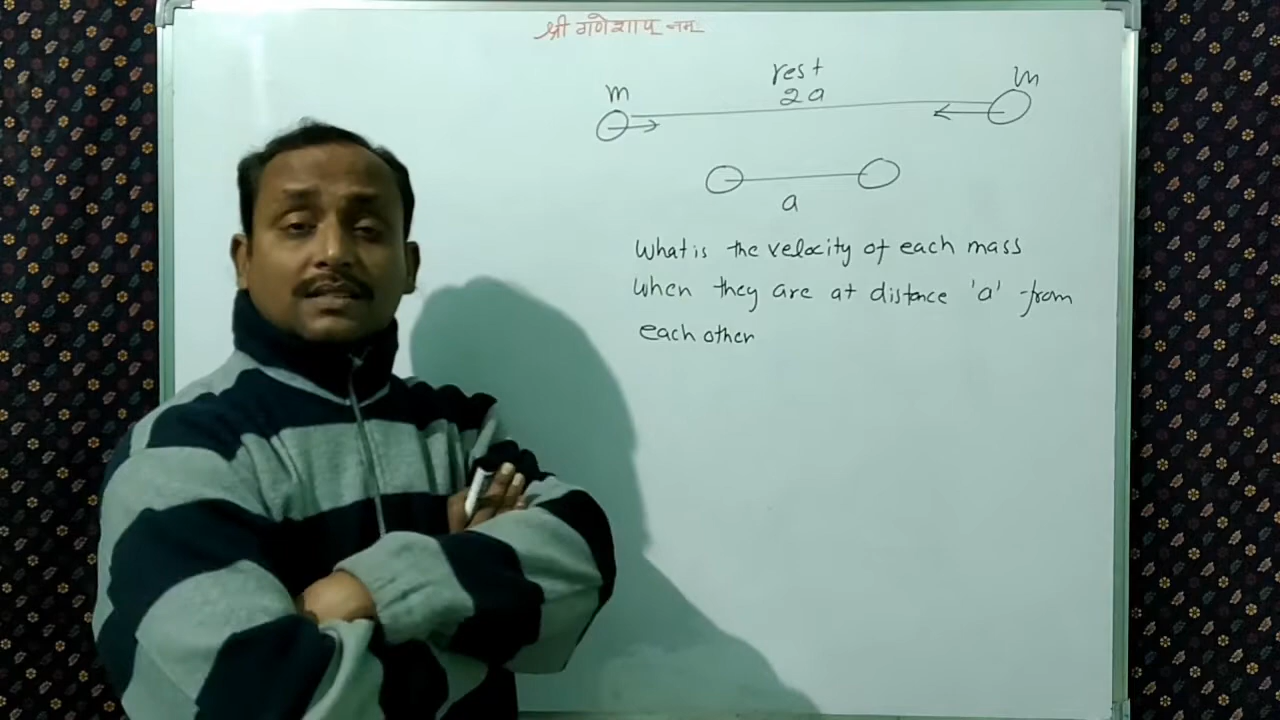 श्री गणेशाय नमः
rest
m 2a m
a
What is the velocity of each mass
when they are at distance 'a' from
each other